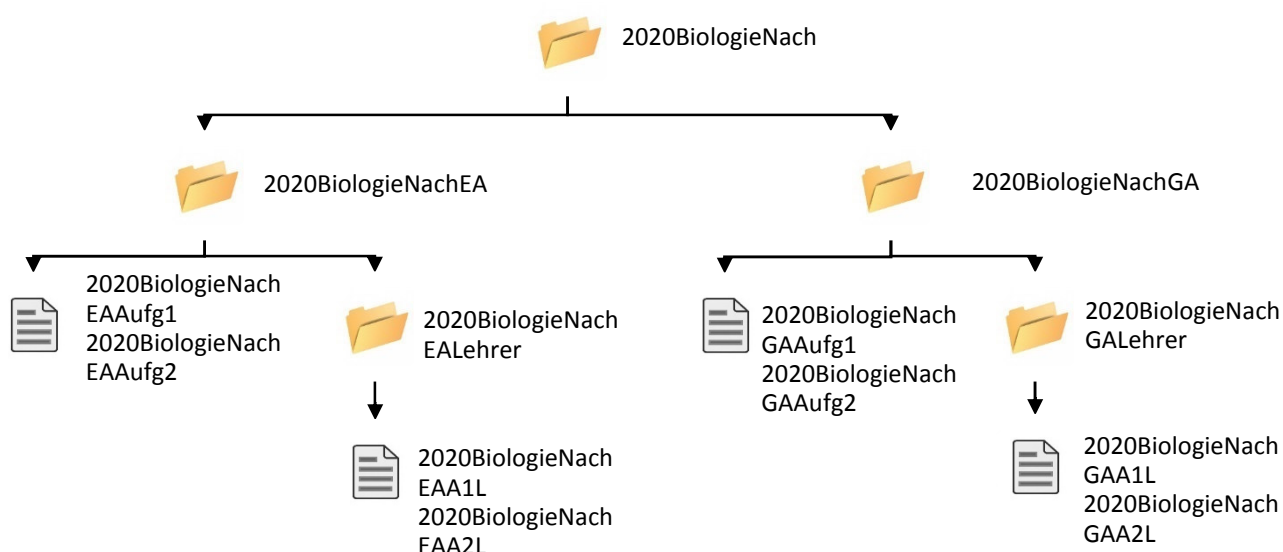 2020BiologieNach
2020BiologieNachEA
2020BiologieNachGA
2020BiologieNach
EAAufg1
2020BiologieNach
EAAufg2
2020BiologieNach
EALehrer
2020BiologieNach
GAAufg1
2020BiologieNach
GAAufg2
2020BiologieNach
GALehrer
2020BiologieNach
EAA1L
2020BiologieNach
EAA2L
2020BiologieNach
GAA1L
2020BiologieNach
GAA2L